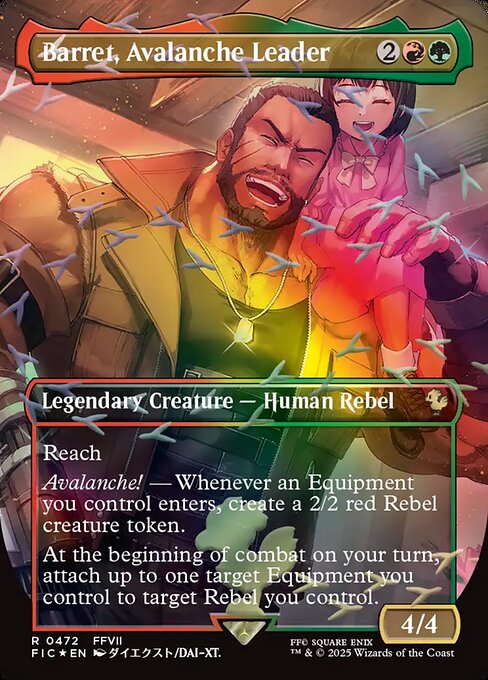 Barret, Avalanche Leader 2
Legendary Creature — Human Rebel
Reach
Avalanche! — Whenever an Equipment
you control enters, create a 2/2 red Rebel
creature token.
At the beginning of combat on your turn,
attach up to one target Equipment you
control to target Rebel you control.
4/4
R 0472 FFVII
FIC★EN ダイエクスト/DAI-XT.
FF© SQUARE ENIX
™ & © 2025 Wizards of the Coast